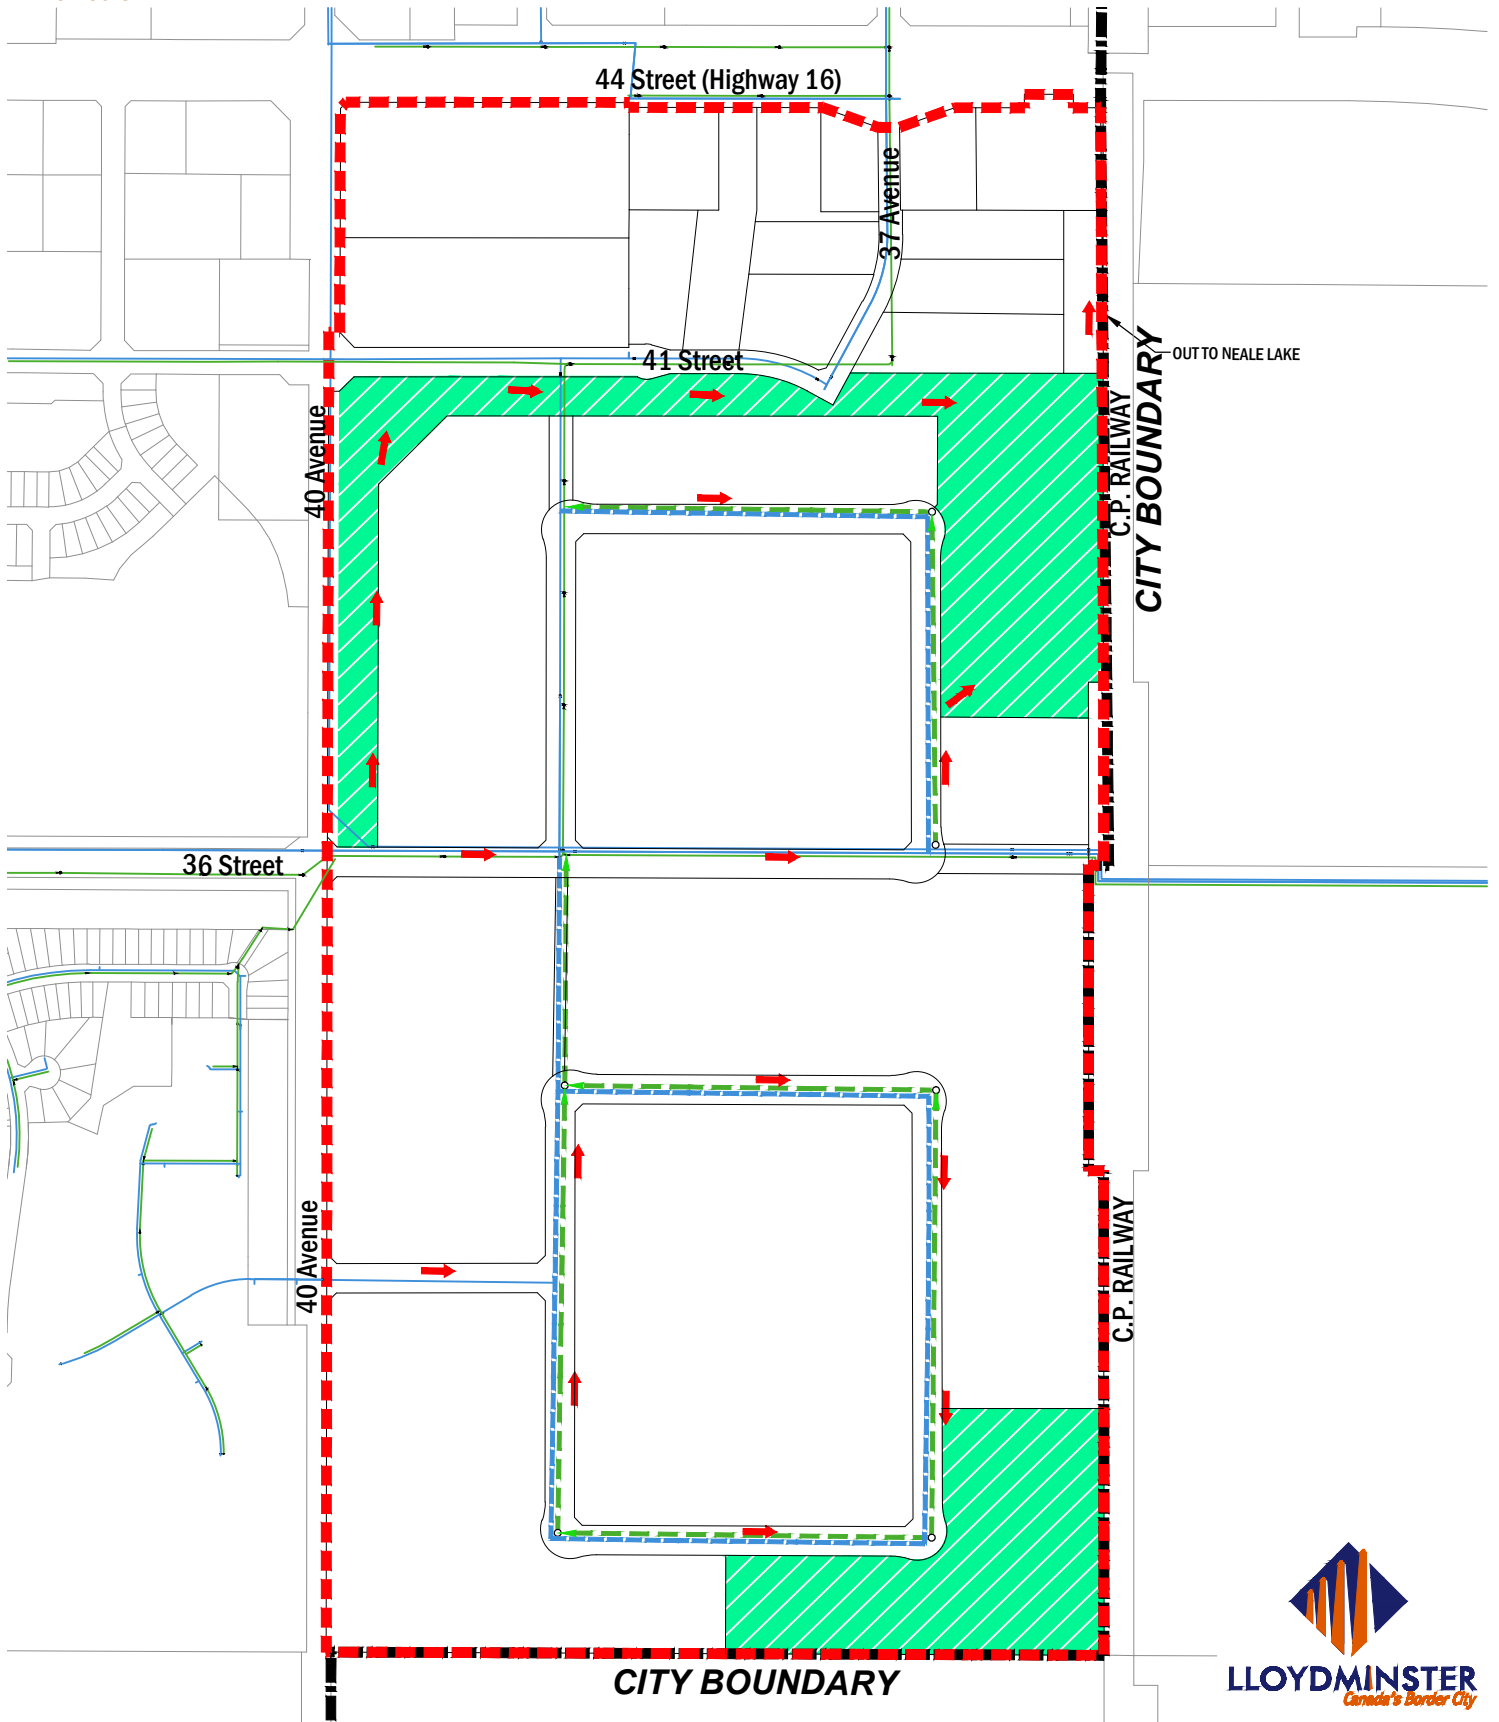 44 Street (Highway 16)
37 Avenue
41 Street
OUT TO NEALE LAKE
40 Avenue
C.P. RAILWAY
CITY BOUNDARY
36 Street
40 Avenue
C.P. RAILWAY
CITY BOUNDARY
LLOYDMINSTER
Canada's Border City